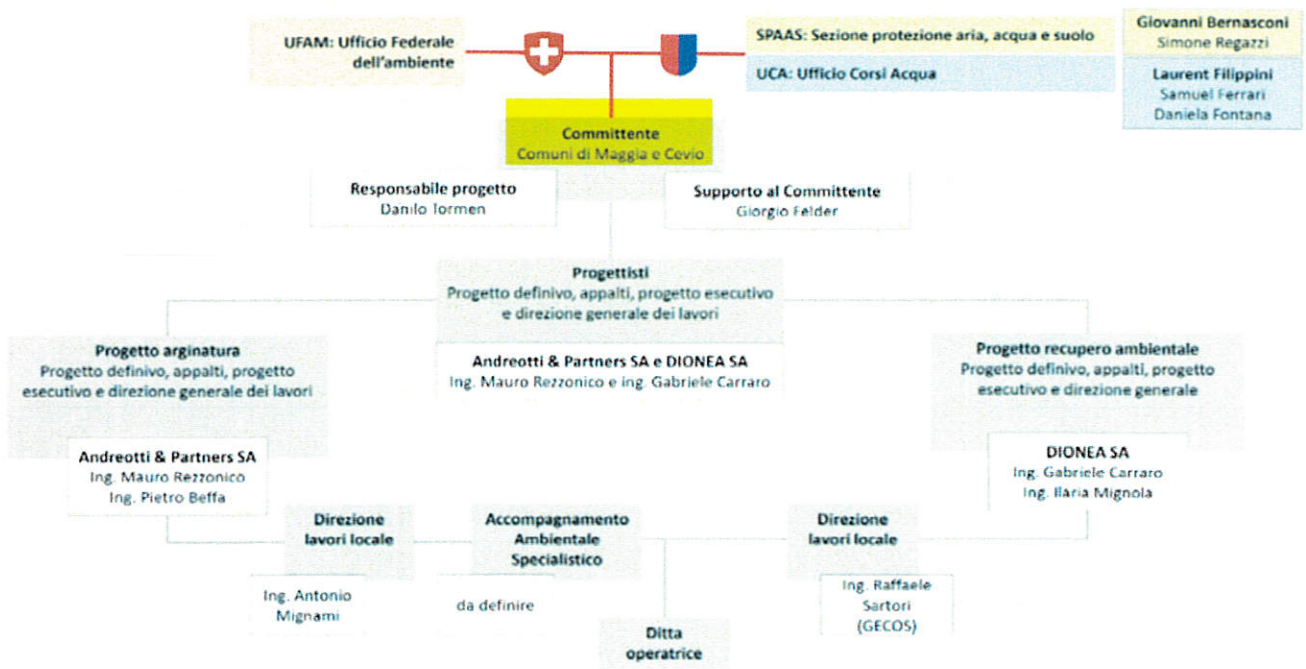 UFAM: Ufficio Federale
dell'ambiente
SPAAS: Sezione protezione aria, acqua e suolo
UCA: Ufficio Corsi Acqua
Giovanni Bernasconi
Simone Regazzi
Laurent Filippini
Samuel Ferrari
Daniela Fontana
Committente
Comuni di Maggia e Cevio
Responsabile progetto
Danilo Tormen
Supporto al Committente
Giorgio Felder
Progettisti
Progetto definivo, appalti, progetto esecutivo
e direzione generale dei lavori
Andreotti & Partners SA e DIONEA SA
Ing. Mauro Rezzonico e ing. Gabriele Carraro
Progetto arginatura
Progetto definivo, appalti, progetto
esecutivo e direzione generale dei lavori
Andreotti & Partners SA
Ing. Mauro Rezzonico
Ing. Pietro Beffa
Progetto recupero ambientale
Progetto definivo, appalti, progetto
esecutivo e direzione generale
DIONEA SA
Ing. Gabriele Carraro
Ing. Ilaria Mignola
Direzione
lavori locale
Ing. Antonio
Mignami
Accompagnamento
Ambientale
Specialistico
da definire
Direzione
lavori locale
Ing. Raffaele
Sartori
(GECOS)
Ditta
operatrice